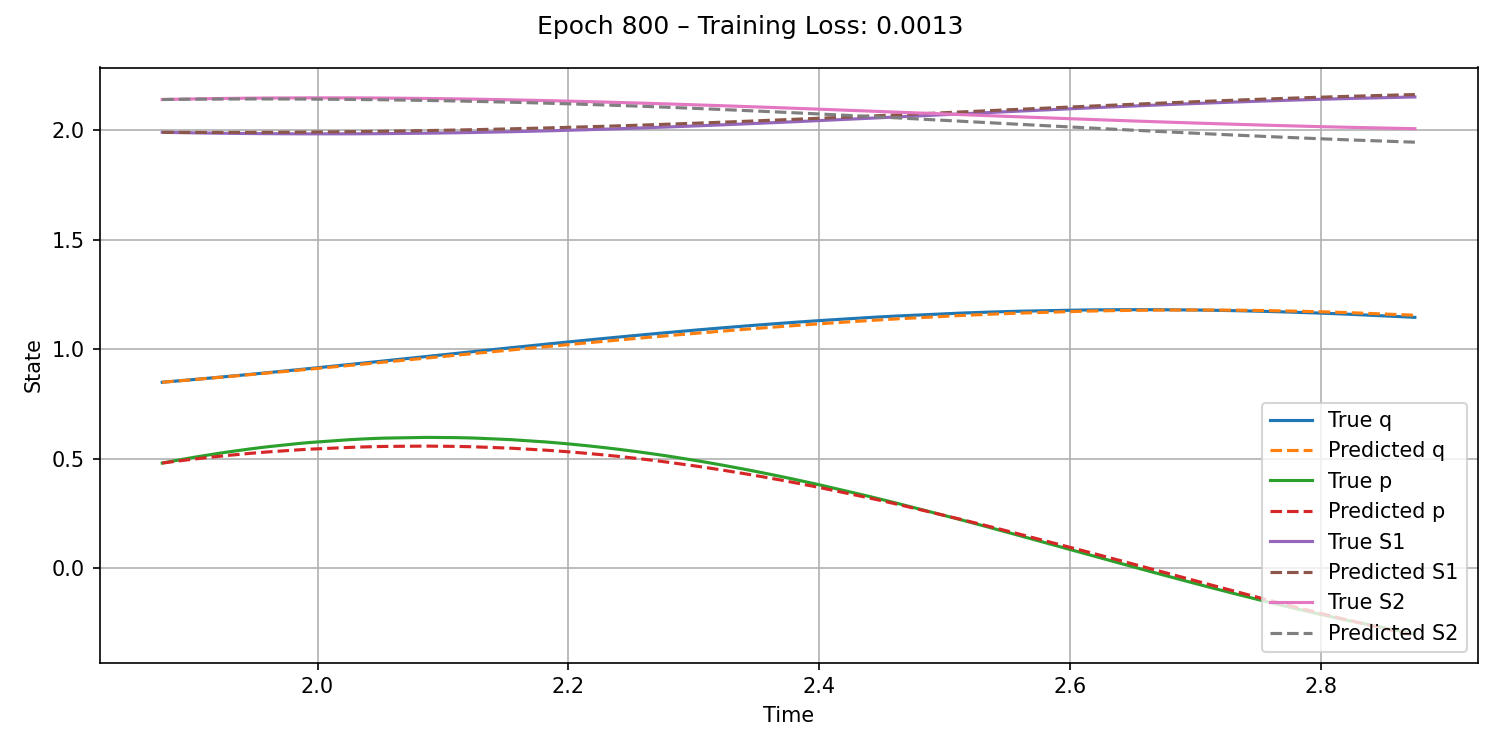 Epoch 800 – Training Loss: 0.0013
State
2.0
1.5
1.0
0.5
0.0
True q
Predicted q
True p
Predicted p
True S1
Predicted S1
True S2
Predicted S2
2.0 2.2 2.4 2.6 2.8
Time